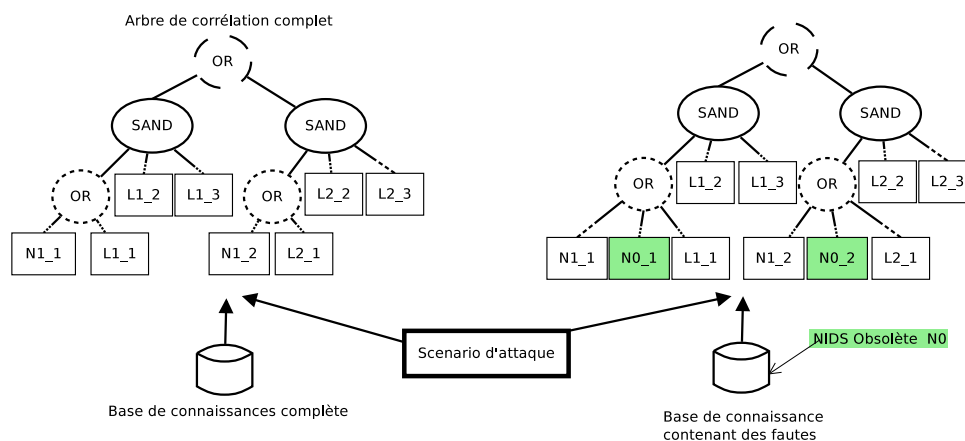 Arbre de corrélation complet
OR
SAND
SAND
OR
L1_2
L1_3
OR
L2_2
L2_3
N1_1
L1_1
N1_2
L2_1
Base de connaissances complète
Scenario d'attaque
OR
SAND
SAND
OR
L1_2
L1_3
OR
L2_2
L2_3
N1_1
N0_1
L1_1
N1_2
N0_2
L2_1
NIDS Obsolète N0
Base de connaissance
contenant des fautes